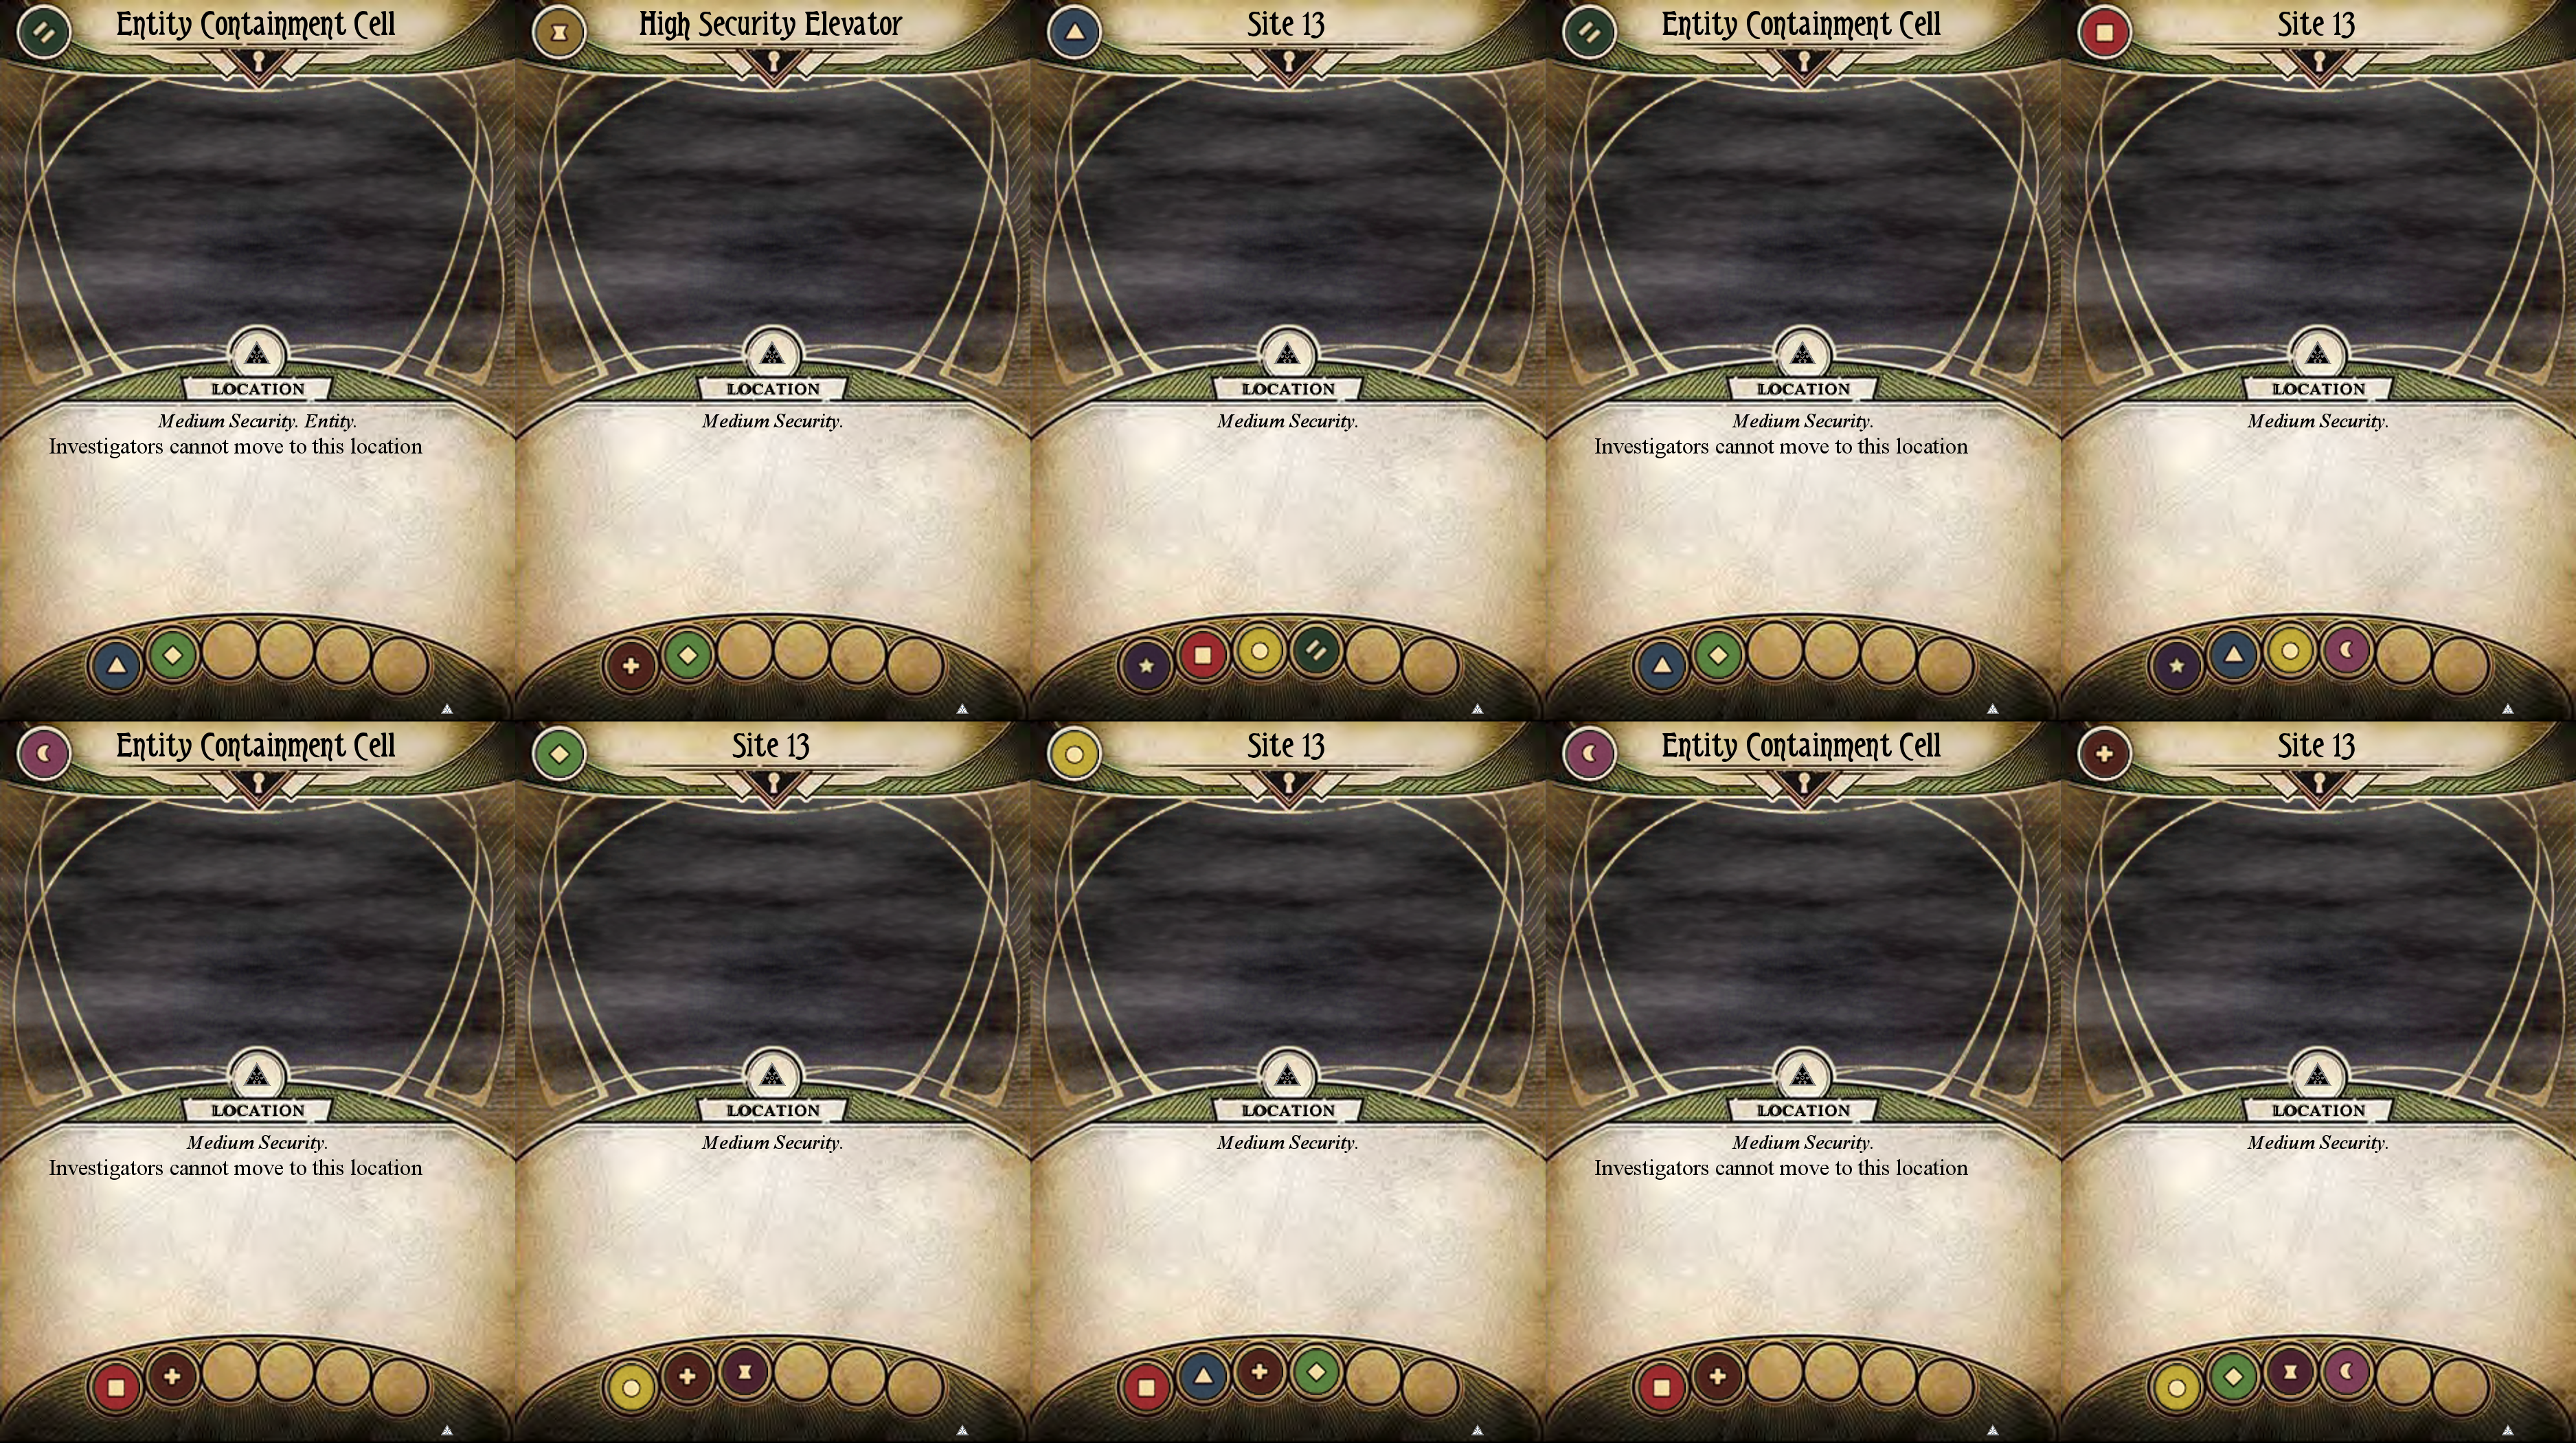 Entity Containment Cell
LOCATION
Medium Security. Entity.
Investigators cannot move to this location
High Security Elevator
LOCATION
Medium Security.
Site 13
LOCATION
Medium Security.
Entity Containment Cell
LOCATION
Medium Security.
Investigators cannot move to this location
Site 13
LOCATION
Medium Security.
Entity Containment Cell
LOCATION
Medium Security.
Investigators cannot move to this location
Site 13
LOCATION
Medium Security.
Site 13
LOCATION
Medium Security.
Entity Containment Cell
LOCATION
Medium Security.
Investigators cannot move to this location
Site 13
LOCATION
Medium Security.